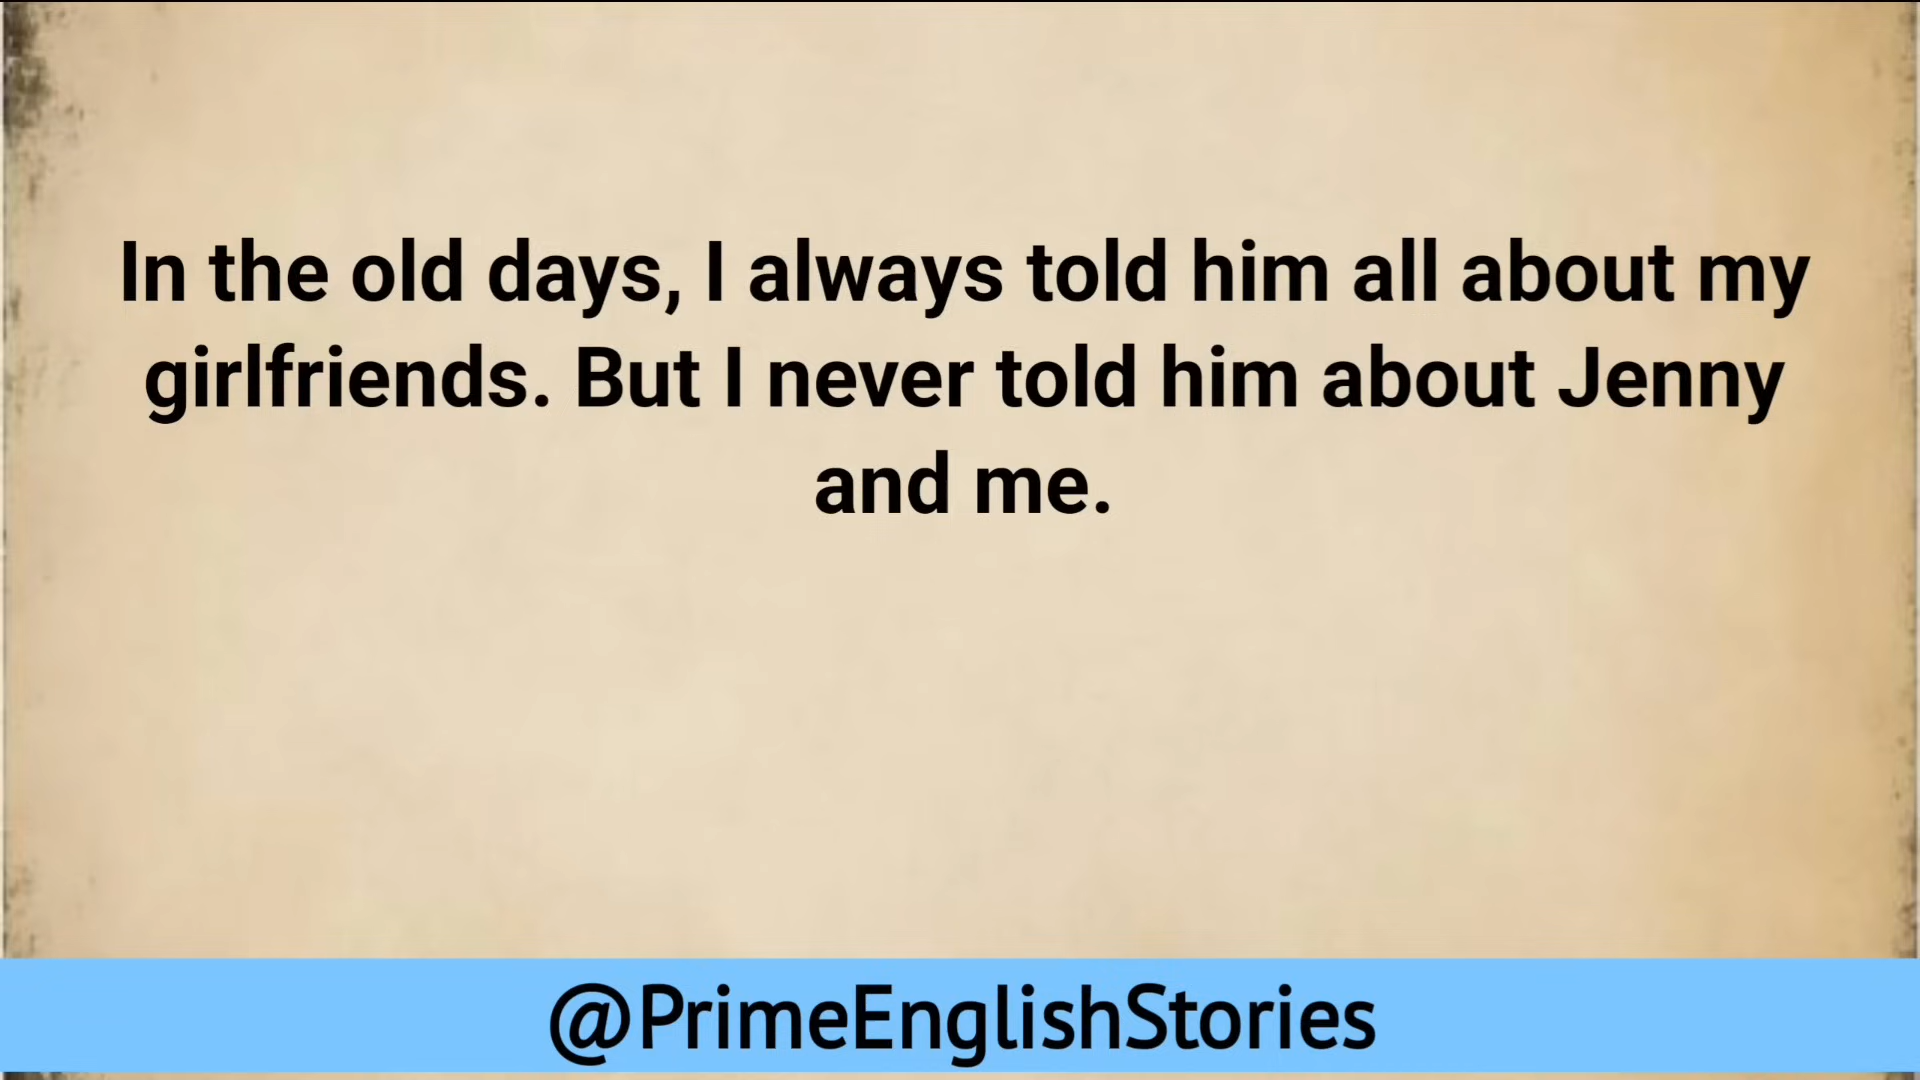 In the old days, I always told him all about my
girlfriends. But I never told him about Jenny
and me.
@PrimeEnglishStories